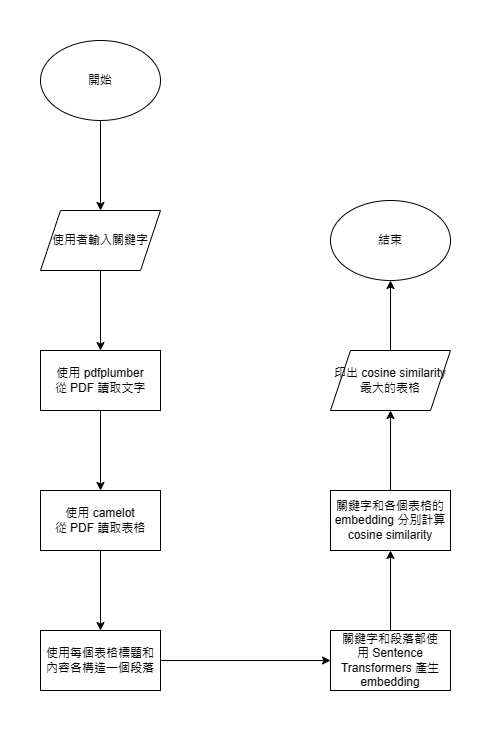 開始
使用者輸入關鍵字
使用 pdfplumber
從 PDF 讀取文字
使用 camelot
從 PDF 讀取表格
使用每個表格標題和
內容各構造一個段落
關鍵字和段落都使
用 Sentence
Transformers 產生
embedding
關鍵字和各個表格的
embedding 分別計算
cosine similarity
印出 cosine similarity
最大的表格
結束